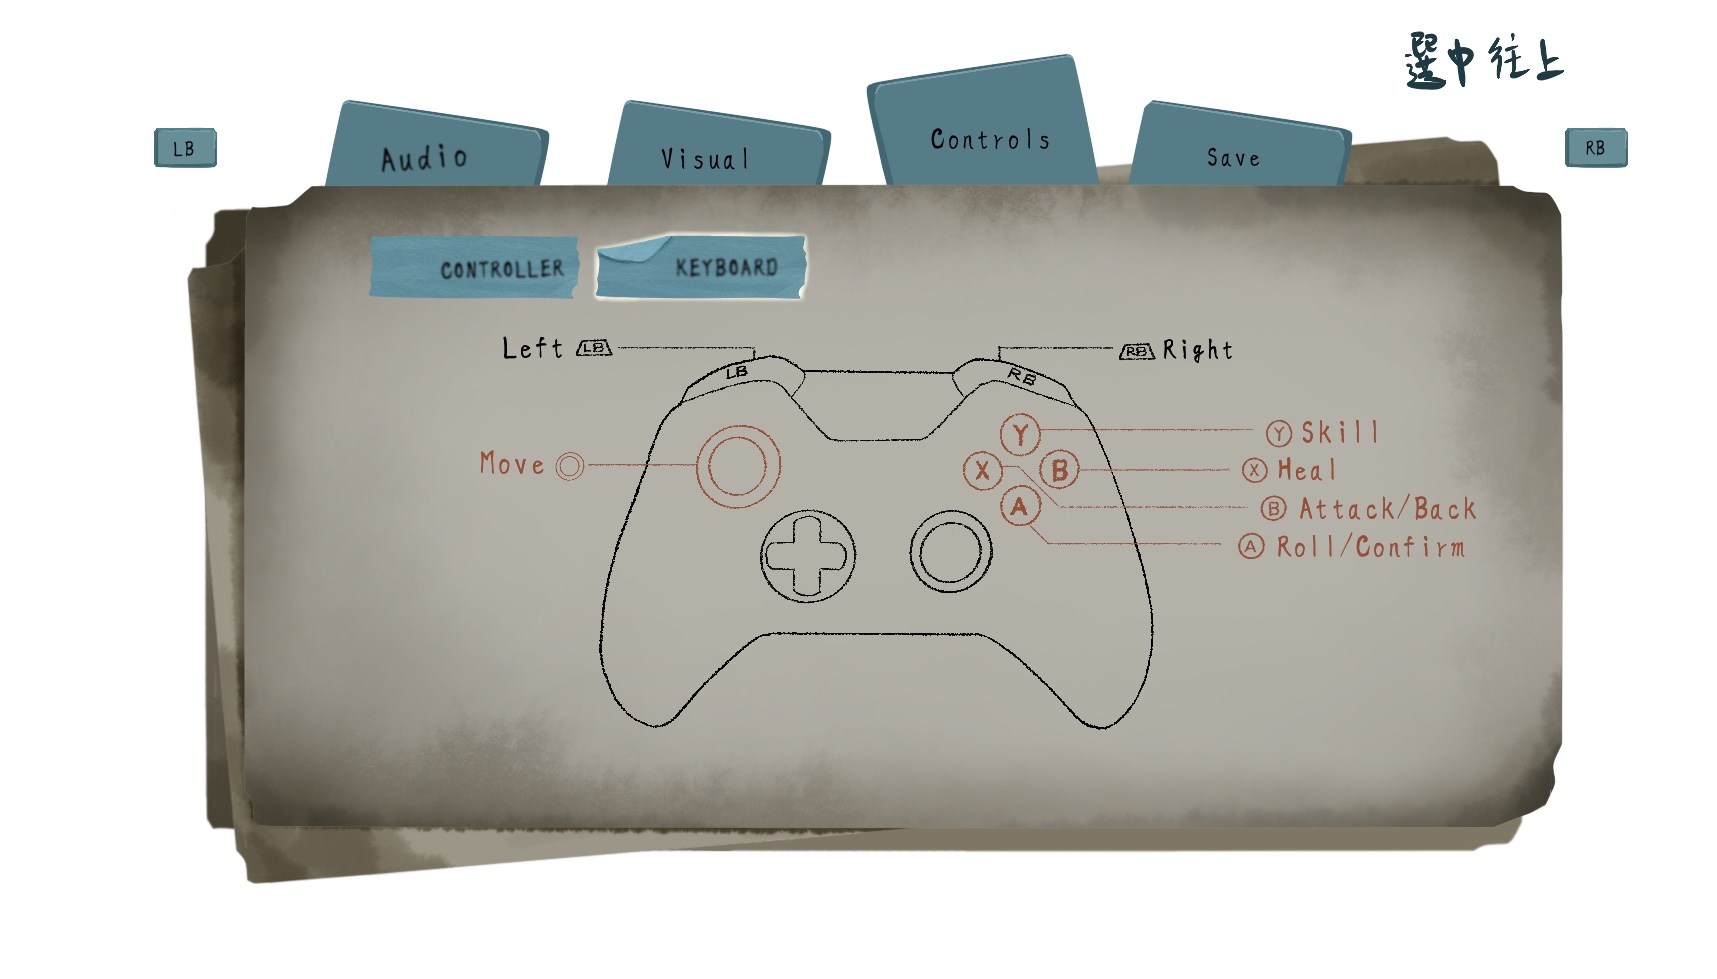 選中往上
LB
Audio
Visual
Controls
Save
RB
CONTROLLER
KEYBOARD
Left LB
RB Right
LB
RB
Move
Y
X
B
A
Y Skill
X Heal
B Attack/Back
A Roll/Confirm